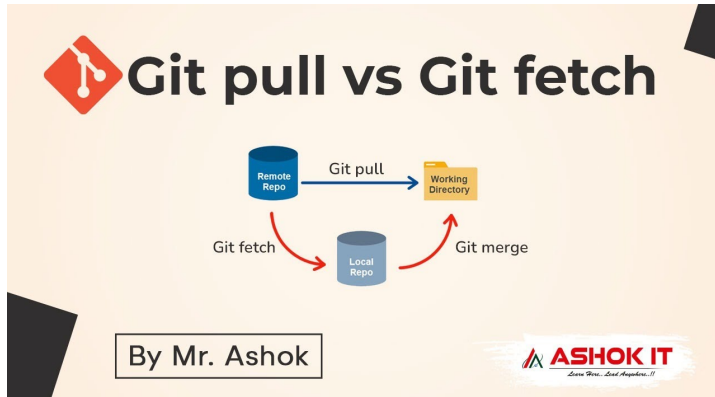 Git pull vs Git fetch
Remote
Repo
Git pull
Working
Directory
Git fetch
Local
Repo
Git merge
By Mr. Ashok
ASHOK IT
Learn Here.. Lead Anywhere..!!